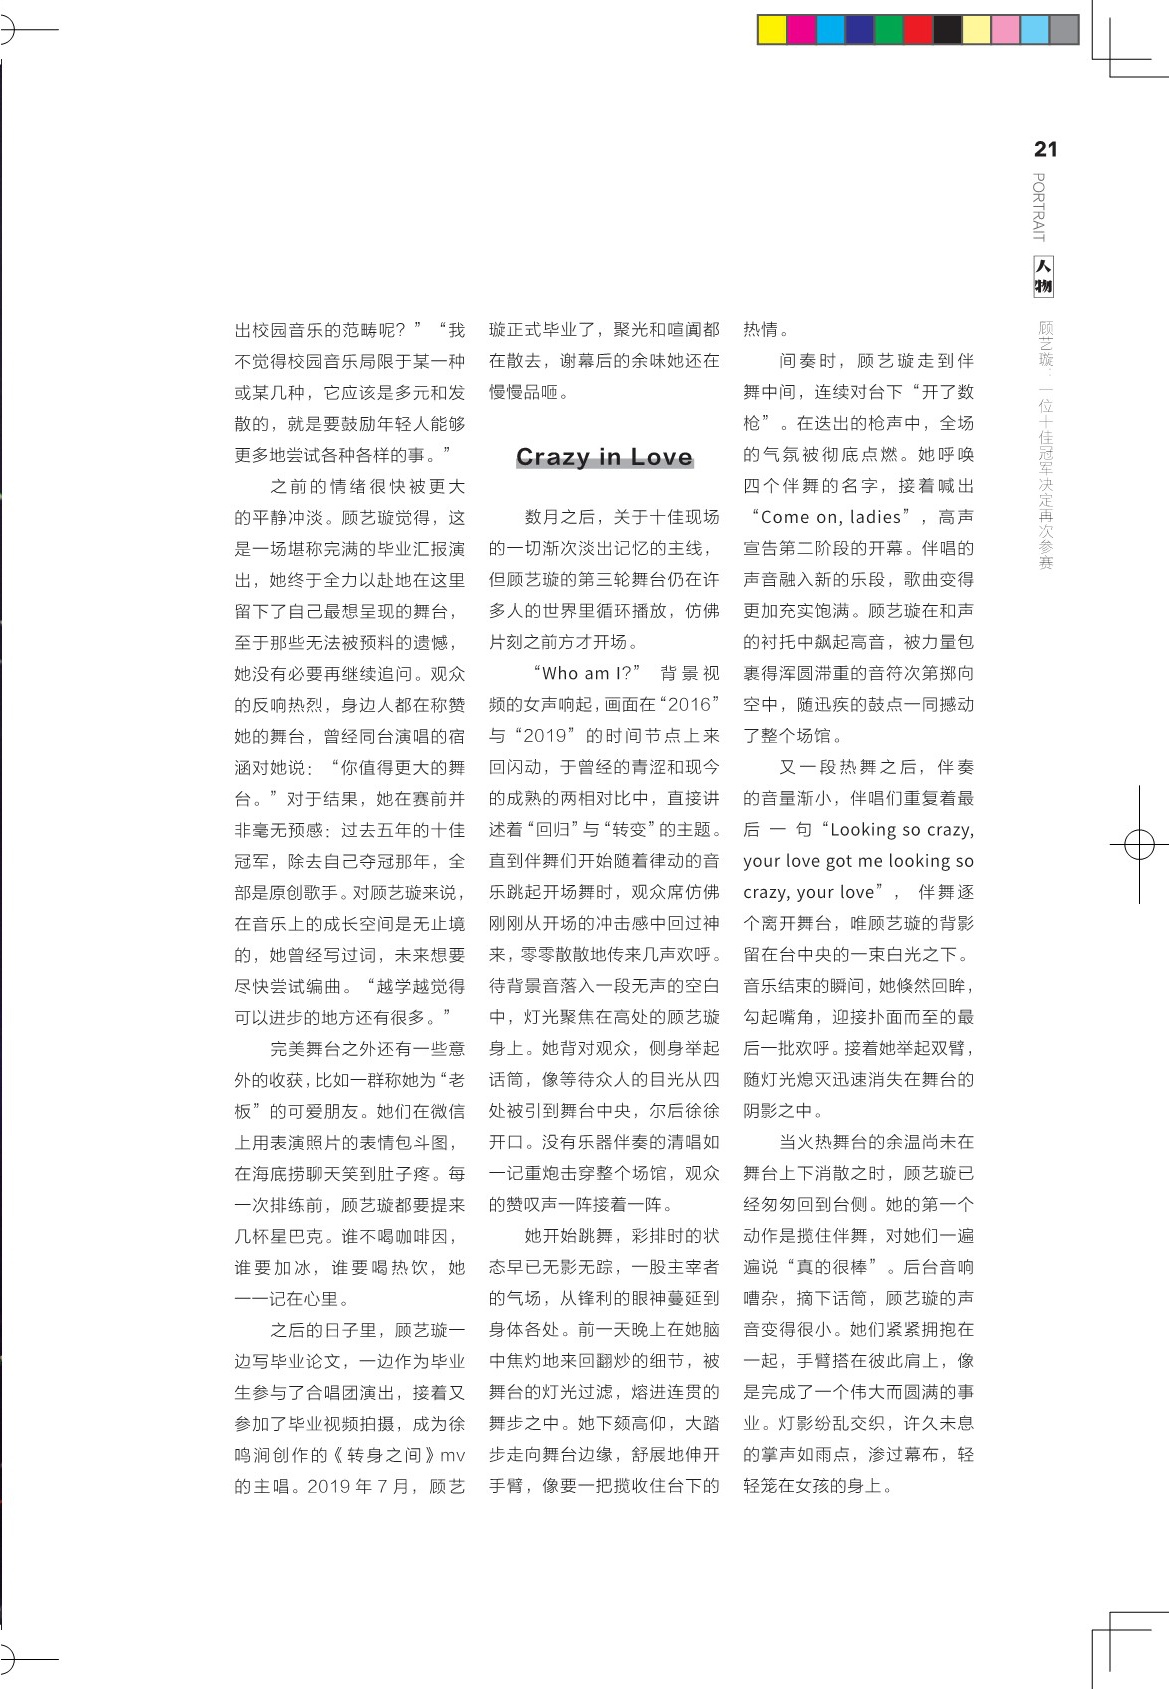 21
PORTRAIT
人物
顾艺璇：一位十佳冠军决定再次参赛
出校园音乐的范畴呢？”“我
不觉得校园音乐局限于某一种
或某几种，它应该是多元和发
散的，就是要鼓励年轻人能够
更多地尝试各种各样的事。”
之前的情绪很快被更大
的平静冲淡。顾艺璇觉得，这
是一场堪称完满的毕业汇报演
出，她终于全力以赴地在这里
留下了自己最想呈现的舞台，
至于那些无法被预料的遗憾，
她没有必要再继续追问。观众
的反响热烈，身边人都在称赞
她的舞台，曾经同台演唱的宿
涵对她说：“你值得更大的舞
台。”对于结果，她在赛前并
非毫无预感：过去五年的十佳
冠军，除去自己夺冠那年，全
部是原创歌手。对顾艺璇来说，
在音乐上的成长空间是无止境
的，她曾经写过词，未来想要
尽快尝试编曲。“越学越觉得
可以进步的地方还有很多。”
完美舞台之外还有一些意
外的收获，比如一群称她为“老
板”的可爱朋友。她们在微信
上用表演照片的表情包斗图，
在海底捞聊天笑到肚子疼。每
一次排练前，顾艺璇都要提来
几杯星巴克。谁不喝咖啡因，
谁要加冰，谁要喝热饮，她
一一记在心里。
之后的日子里，顾艺璇一
边写毕业论文，一边作为毕业
生参与了合唱团演出，接着又
参加了毕业视频拍摄，成为徐
鸣涧创作的《转身之间》mv
的主唱。2019 年 7 月，顾艺
璇正式毕业了，聚光和喧阗都
在散去，谢幕后的余味她还在
慢慢品咂。
Crazy in Love
数月之后，关于十佳现场
的一切渐次淡出记忆的主线，
但顾艺璇的第三轮舞台仍在许
多人的世界里循环播放，仿佛
片刻之前方才开场。
“Who am I?” 背景视
频的女声响起，画面在“2016”
与“2019”的时间节点上来
回闪动，于曾经的青涩和现今
的成熟的两相对比中，直接讲
述着“回归”与“转变”的主题。
直到伴舞们开始随着律动的音
乐跳起开场舞时，观众席仿佛
刚刚从开场的冲击感中回过神
来，零零散散地传来几声欢呼。
待背景音落入一段无声的空白
中，灯光聚焦在高处的顾艺璇
身上。她背对观众，侧身举起
话筒，像等待众人的目光从四
处被引到舞台中央，尔后徐徐
开口。没有乐器伴奏的清唱如
一记重炮击穿整个场馆，观众
的赞叹声一阵接着一阵。
她开始跳舞，彩排时的状
态早已无影无踪，一股主宰者
的气场，从锋利的眼神蔓延到
身体各处。前一天晚上在她脑
中焦灼地来回翻炒的细节，被
舞台的灯光过滤，熔进连贯的
舞步之中。她下颏高仰，大踏
步走向舞台边缘，舒展地伸开
手臂，像要一把揽收住台下的
热情。
间奏时，顾艺璇走到伴
舞中间，连续对台下“开了数
枪”。在迭出的枪声中，全场
的气氛被彻底点燃。她呼唤
四个伴舞的名字，接着喊出
“Come on, ladies”，高声
宣告第二阶段的开幕。伴唱的
声音融入新的乐段，歌曲变得
更加充实饱满。顾艺璇在和声
的衬托中飙起高音，被力量包
裹得浑圆滞重的音符次第掷向
空中，随迅疾的鼓点一同撼动
了整个场馆。
又一段热舞之后，伴奏
的音量渐小，伴唱们重复着最
后一句“Looking so crazy,
your love got me looking so
crazy, your love”，伴舞逐
个离开舞台，唯顾艺璇的背影
留在台中央的一束白光之下。
音乐结束的瞬间，她倏然回眸，
勾起嘴角，迎接扑面而至的最
后一批欢呼。接着她举起双臂，
随灯光熄灭迅速消失在舞台的
阴影之中。
当火热舞台的余温尚未在
舞台上下消散之时，顾艺璇已
经匆匆回到台侧。她的第一个
动作是揽住伴舞，对她们一遍
遍说“真的很棒”。后台音响
嘈杂，摘下话筒，顾艺璇的声
音变得很小。她们紧紧拥抱在
一起，手臂搭在彼此肩上，像
是完成了一个伟大而圆满的事
业。灯影纷乱交织，许久未息
的掌声如雨点，渗过幕布，轻
轻笼在女孩的身上。